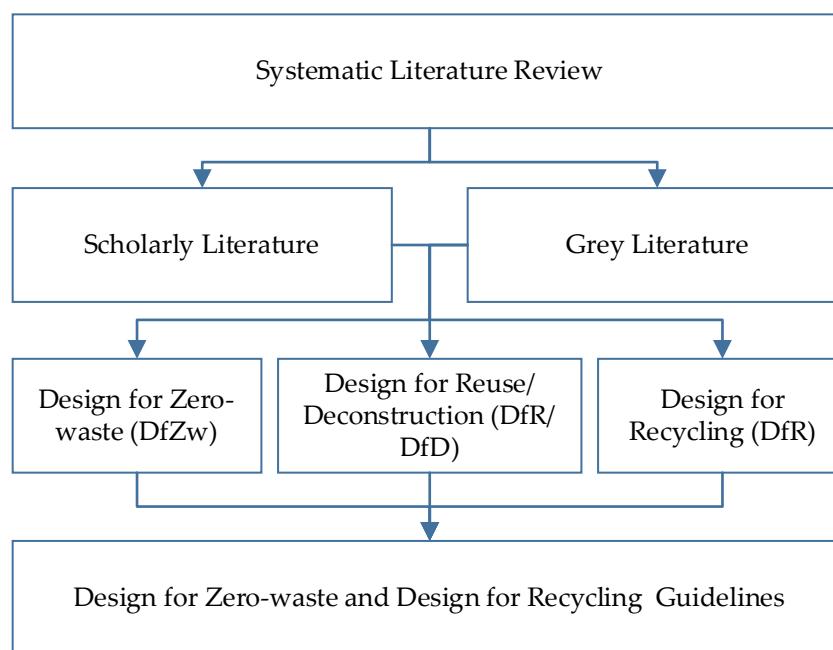 Systematic Literature Review
Scholarly Literature
Grey Literature
Design for Zero-
waste (DfZw)
Design for Reuse/
Deconstruction (DfR/
DfD)
Design for
Recycling (DfR)
Design for Zero-waste and Design for Recycling Guidelines